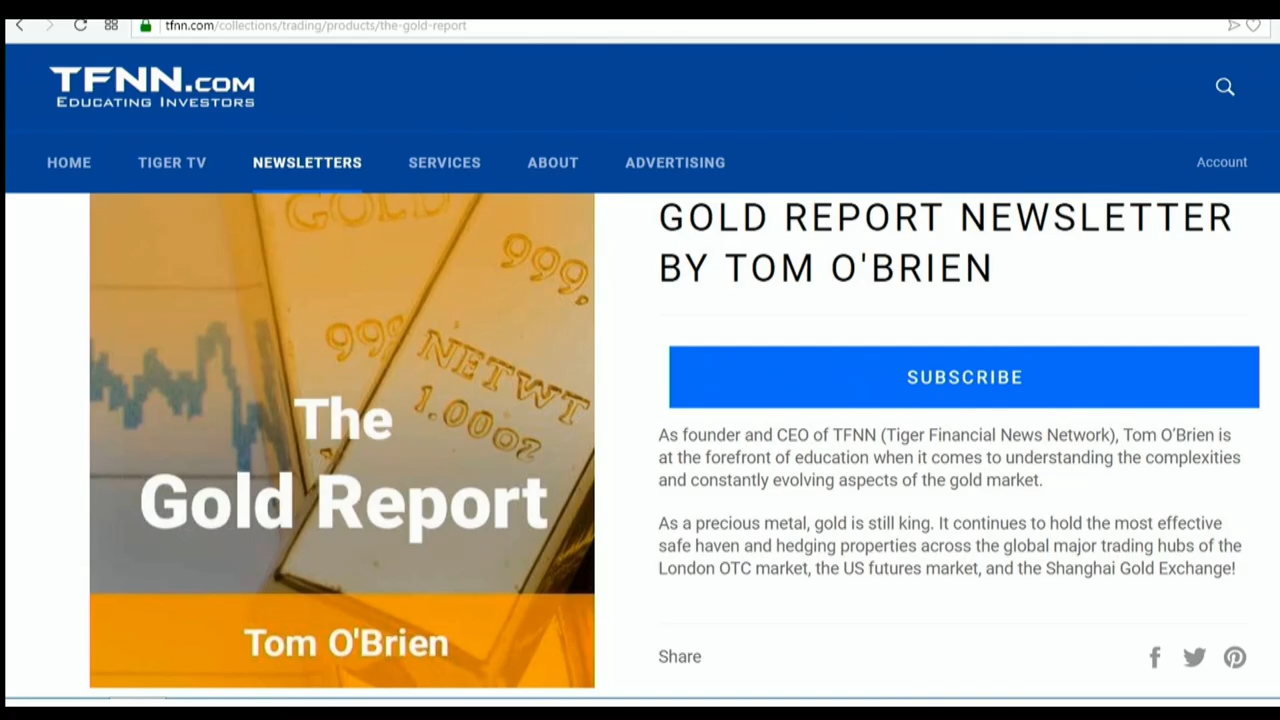 tfnn.com/collections/trading/products/the-gold-report
TFNN.COM
EDUCATING INVESTORS
HOME
TIGER TV
NEWSLETTERS
SERVICES
ABOUT
ADVERTISING
Account
GOLD
999.
999
NETWT
1.00OZ
The
Gold Report
Tom O'Brien
GOLD REPORT NEWSLETTER
BY TOM O'BRIEN
SUBSCRIBE
As founder and CEO of TFNN (Tiger Financial News Network), Tom O’Brien is
at the forefront of education when it comes to understanding the complexities
and constantly evolving aspects of the gold market.
As a precious metal, gold is still king. It continues to hold the most effective
safe haven and hedging properties across the global major trading hubs of the
London OTC market, the US futures market, and the Shanghai Gold Exchange!
Share